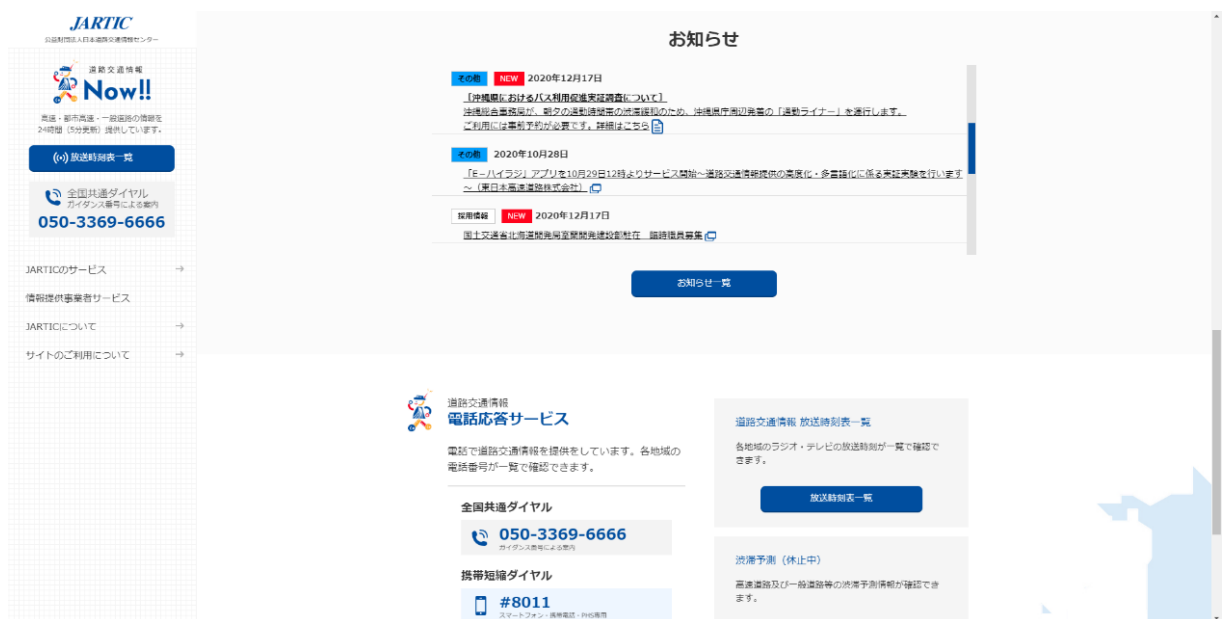 JARTIC
公益財団法人日本道路交通情報センター
道路交通情報
Now!!
高速・都市高速・一般道路の情報を
24時間（5分更新）提供しています。
放送時刻表一覧
全国共通ダイヤル
ガイダンス番号による案内
050-3369-6666
JARTICのサービス
情報提供事業者サービス
JARTICについて
サイトのご利用について
お知らせ
その他 NEW 2020年12月17日
［沖縄県におけるバス利用促進実証調査について］
沖縄総合事務局が、朝夕の通勤時間帯の渋滞緩和のため、沖縄県庁周辺発着の「通勤ライナー」を運行します。
ご利用には事前予約が必要です。詳細はこちら
その他 2020年10月28日
「E－ハイラジ」アプリを10月29日12時よりサービス開始～道路交通情報提供の高度化・多言語化に係る実証実験を行います
～（東日本高速道路株式会社）
採用情報 NEW 2020年12月17日
国土交通省北海道開発局室蘭開発建設部駐在　臨時職員募集
お知らせ一覧
道路交通情報
電話応答サービス
電話で道路交通情報を提供をしています。各地域の
電話番号が一覧で確認できます。
全国共通ダイヤル
050-3369-6666
ガイダンス番号による案内
携帯短縮ダイヤル
#8011
スマートフォン・携帯電話・PHS専用
道路交通情報 放送時刻表一覧
各地域のラジオ・テレビの放送時刻が一覧で確認で
きます。
放送時刻表一覧
渋滞予測（休止中）
高速道路及び一般道路等の渋滞予測情報が確認でき
ます。